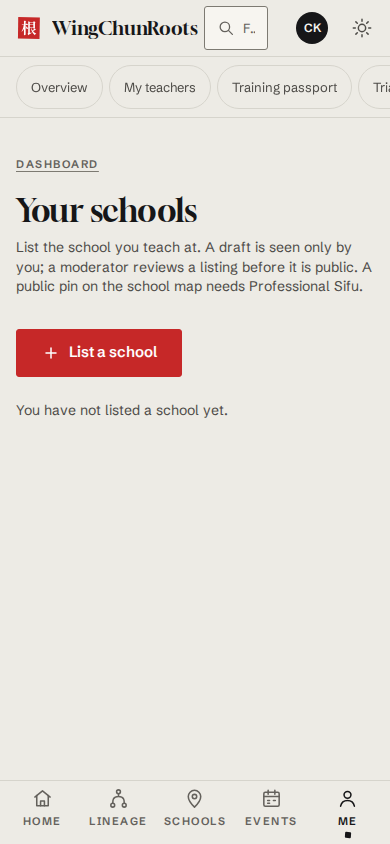 根 WingChunRoots F.. CK
Overview My teachers Training passport Tria
DASHBOARD
Your schools
List the school you teach at. A draft is seen only by
you; a moderator reviews a listing before it is public. A
public pin on the school map needs Professional Sifu.
+ List a school
You have not listed a school yet.
HOME LINEAGE SCHOOLS EVENTS ME